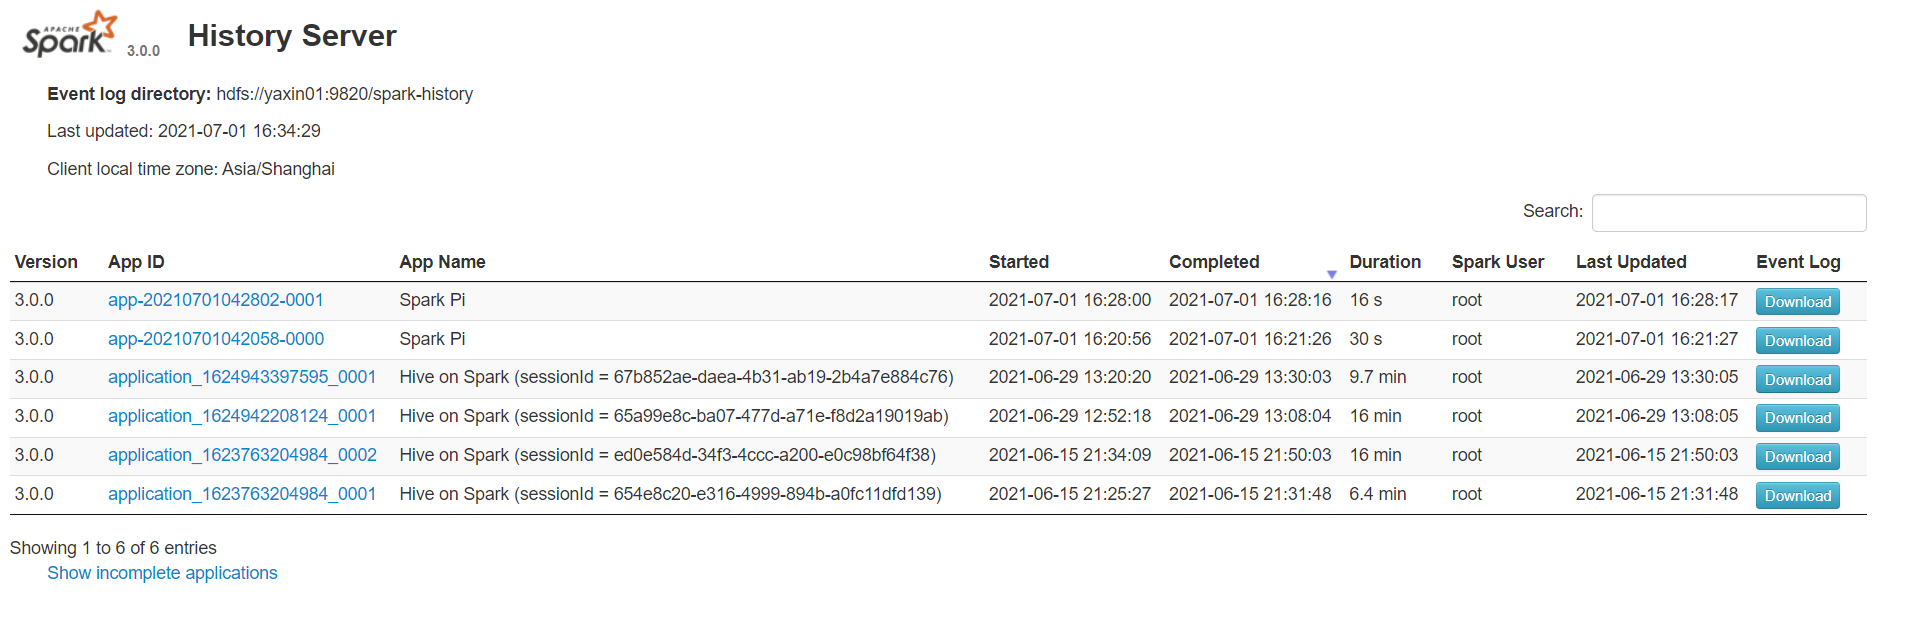 APACHE
Spark 3.0.0 History Server
Event log directory: hdfs://yaxin01:9820/spark-history
Last updated: 2021-07-01 16:34:29
Client local time zone: Asia/Shanghai
Search:
Version App ID App Name Started Completed Duration Spark User Last Updated Event Log
3.0.0 app-20210701042802-0001 Spark Pi 2021-07-01 16:28:00 2021-07-01 16:28:16 16 s root 2021-07-01 16:28:17 Download
3.0.0 app-20210701042058-0000 Spark Pi 2021-07-01 16:20:56 2021-07-01 16:21:26 30 s root 2021-07-01 16:21:27 Download
3.0.0 application_1624943397595_0001 Hive on Spark (sessionId = 67b852ae-daea-4b31-ab19-2b4a7e884c76) 2021-06-29 13:20:20 2021-06-29 13:30:03 9.7 min root 2021-06-29 13:30:05 Download
3.0.0 application_1624942208124_0001 Hive on Spark (sessionId = 65a99e8c-ba07-477d-a71e-f8d2a19019ab) 2021-06-29 12:52:18 2021-06-29 13:08:04 16 min root 2021-06-29 13:08:05 Download
3.0.0 application_1623763204984_0002 Hive on Spark (sessionId = ed0e584d-34f3-4ccc-a200-e0c98bf64f38) 2021-06-15 21:34:09 2021-06-15 21:50:03 16 min root 2021-06-15 21:50:03 Download
3.0.0 application_1623763204984_0001 Hive on Spark (sessionId = 654e8c20-e316-4999-894b-a0fc11dfd139) 2021-06-15 21:25:27 2021-06-15 21:31:48 6.4 min root 2021-06-15 21:31:48 Download
Showing 1 to 6 of 6 entries
Show incomplete applications